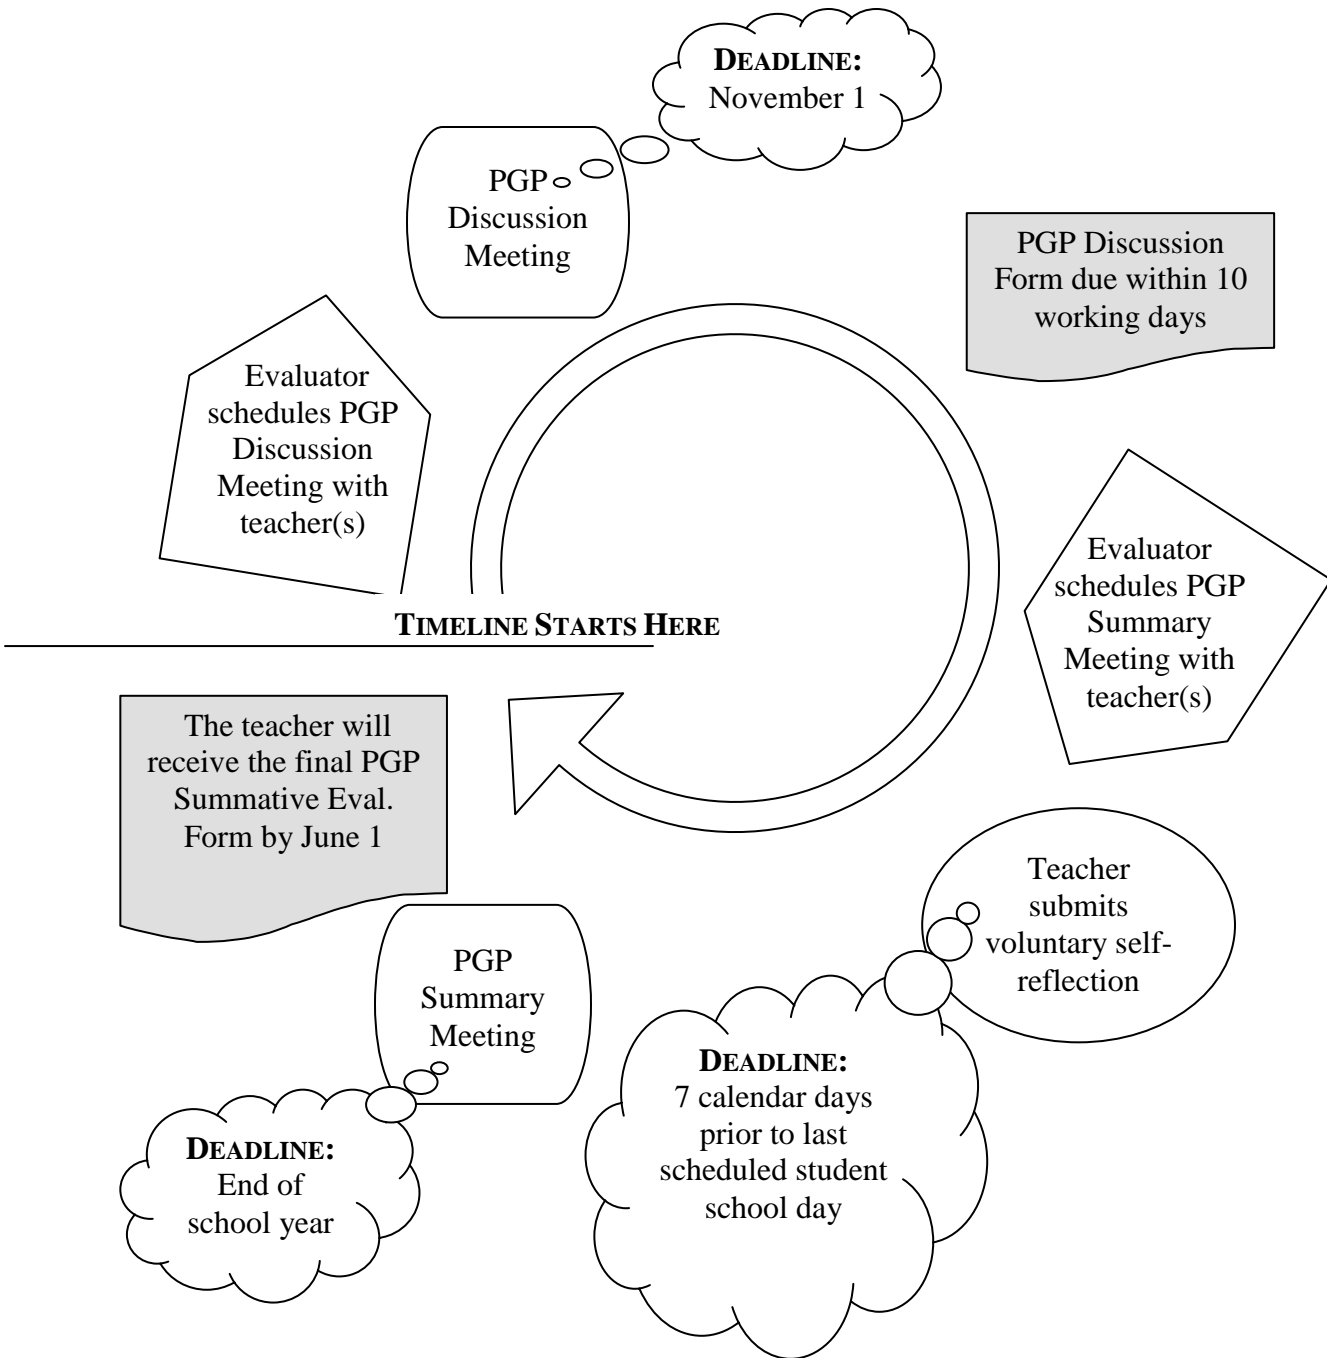 DEADLINE:
November 1
PGP
Discussion
Meeting
PGP Discussion
Form due within 10
working days
Evaluator
schedules PGP
Discussion
Meeting with
teacher(s)
Evaluator
schedules PGP
Summary
Meeting with
teacher(s)
TIMELINE STARTS HERE
The teacher will
receive the final PGP
Summative Eval.
Form by June 1
Teacher
submits
voluntary self-
reflection
PGP
Summary
Meeting
DEADLINE:
7 calendar days
prior to last
scheduled student
school day
DEADLINE:
End of
school year